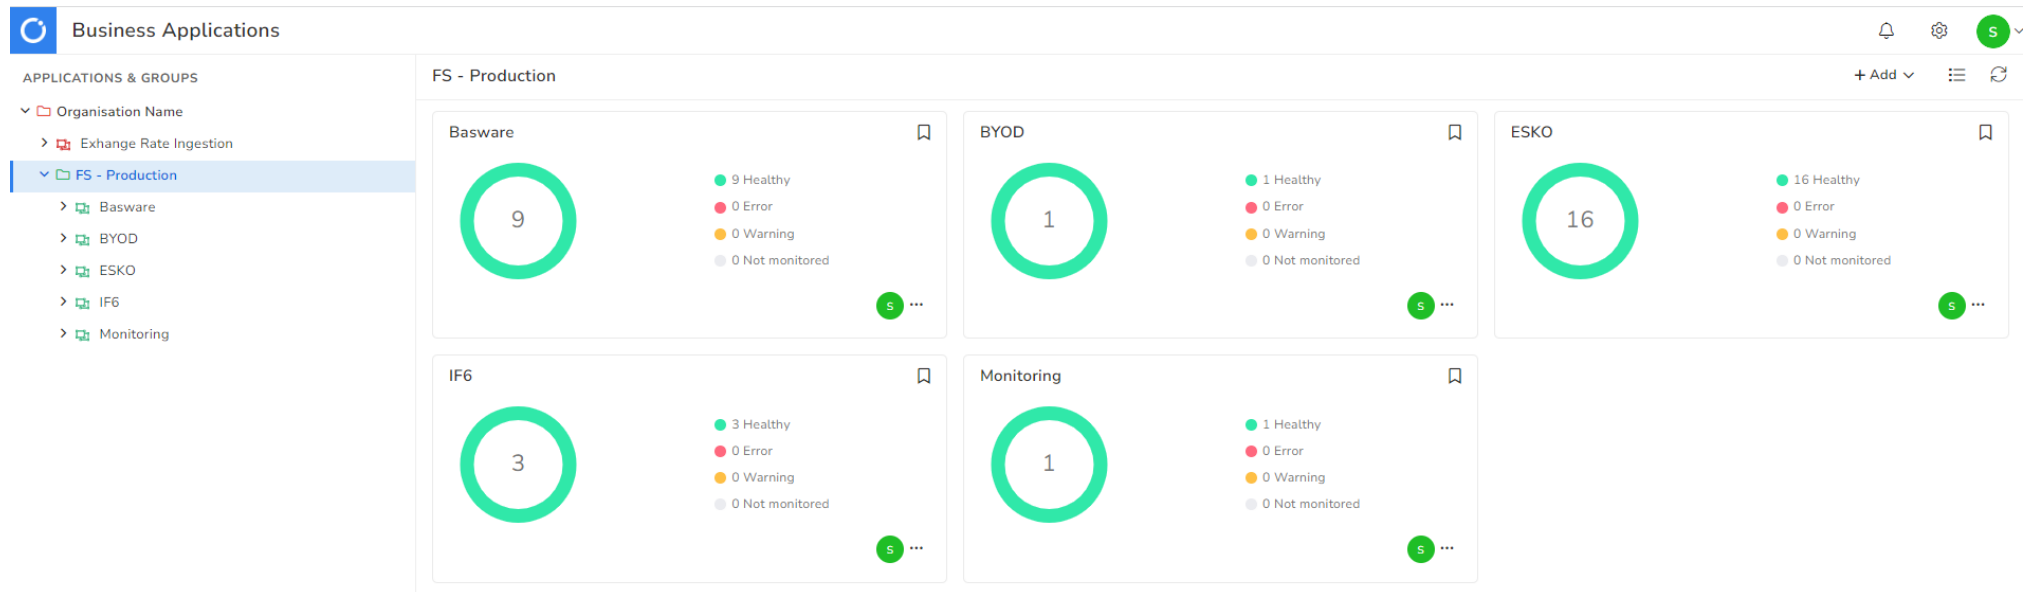 Business Applications
S
APPLICATIONS & GROUPS
Organisation Name
Exhange Rate Ingestion
FS - Production
Basware
BYOD
ESKO
IF6
Monitoring
FS - Production
+ Add
Basware
9
9 Healthy
0 Error
0 Warning
0 Not monitored
S
BYOD
1
1 Healthy
0 Error
0 Warning
0 Not monitored
S
ESKO
16
16 Healthy
0 Error
0 Warning
0 Not monitored
S
IF6
3
3 Healthy
0 Error
0 Warning
0 Not monitored
S
Monitoring
1
1 Healthy
0 Error
0 Warning
0 Not monitored
S